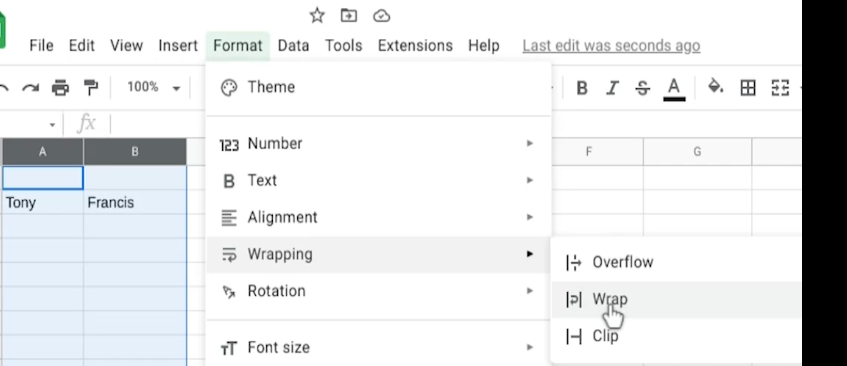 File Edit View Insert Format Data Tools Extensions Help Last edit was seconds ago
100% B I S A
fx
A B F G
Tony Francis
Theme
123 Number
B Text
Alignment
Wrapping
Rotation
TT Font size
Overflow
Wrap
Clip